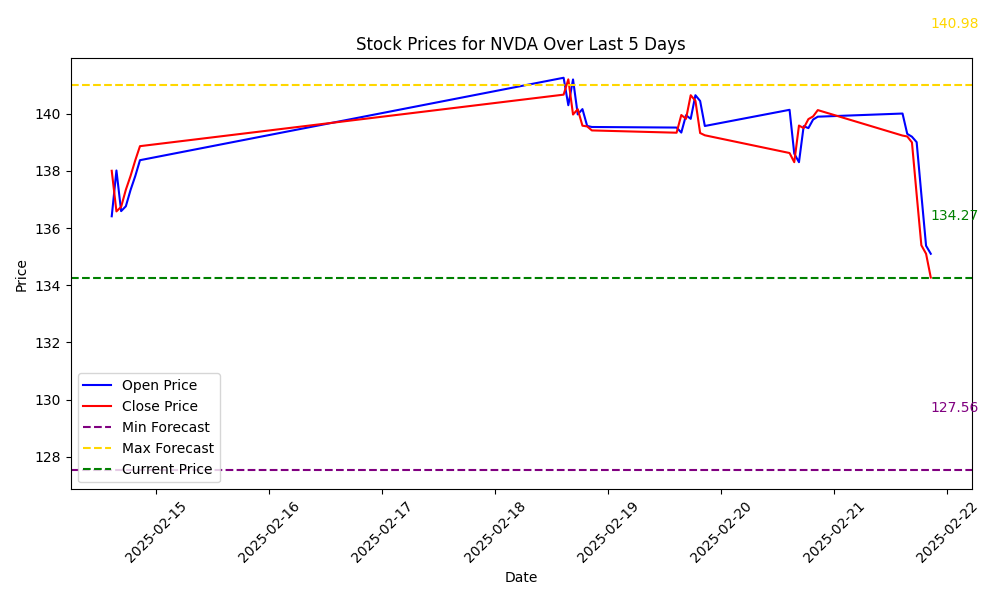 140.98
Stock Prices for NVDA Over Last 5 Days
Price
140
138
136
134
132
130
128
134.27
127.56
Open Price
Close Price
Min Forecast
Max Forecast
Current Price
2025-02-15
2025-02-16
2025-02-17
2025-02-18
2025-02-19
2025-02-20
2025-02-21
2025-02-22
Date